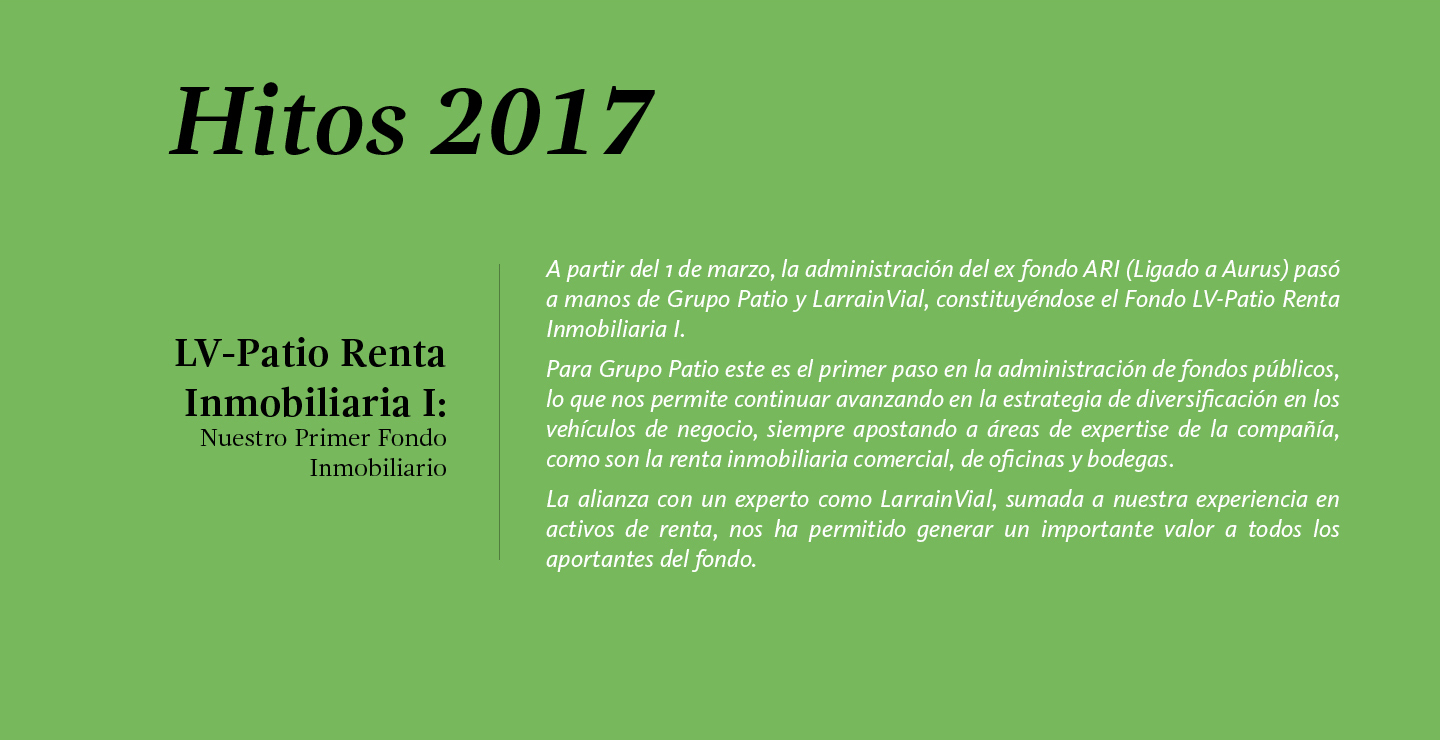 Hitos 2017
LV-Patio Renta
Inmobiliaria I:
Nuestro Primer Fondo
Inmobiliario
A partir del 1 de marzo, la administración del ex fondo ARI (Ligado a Aurus) pasó
a manos de Grupo Patio y LarrainVial, constituyéndose el Fondo LV-Patio Renta
Inmobiliaria I.
Para Grupo Patio este es el primer paso en la administración de fondos públicos,
lo que nos permite continuar avanzando en la estrategia de diversificación en los
vehículos de negocio, siempre apostando a áreas de expertise de la compañía,
como son la renta inmobiliaria comercial, de oficinas y bodegas.
La alianza con un experto como LarrainVial, sumada a nuestra experiencia en
activos de renta, nos ha permitido generar un importante valor a todos los
aportantes del fondo.